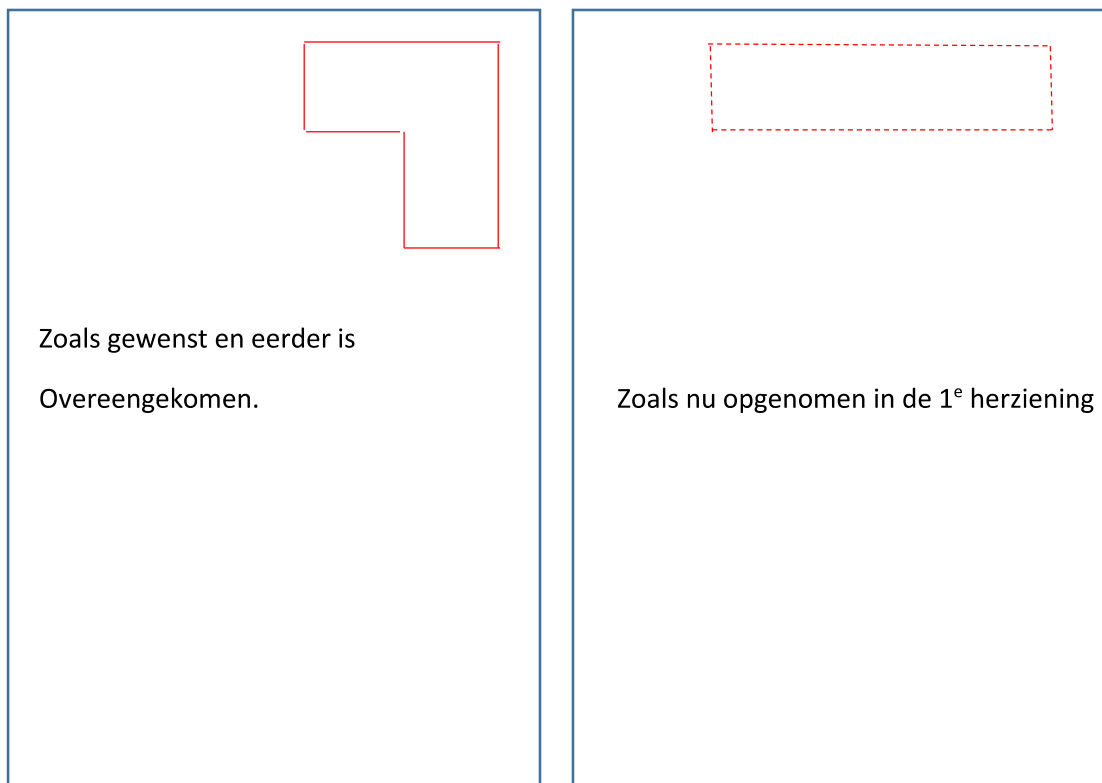 Zoals gewenst en eerder is
Overeengekomen.
Zoals nu opgenomen in de 1e herziening